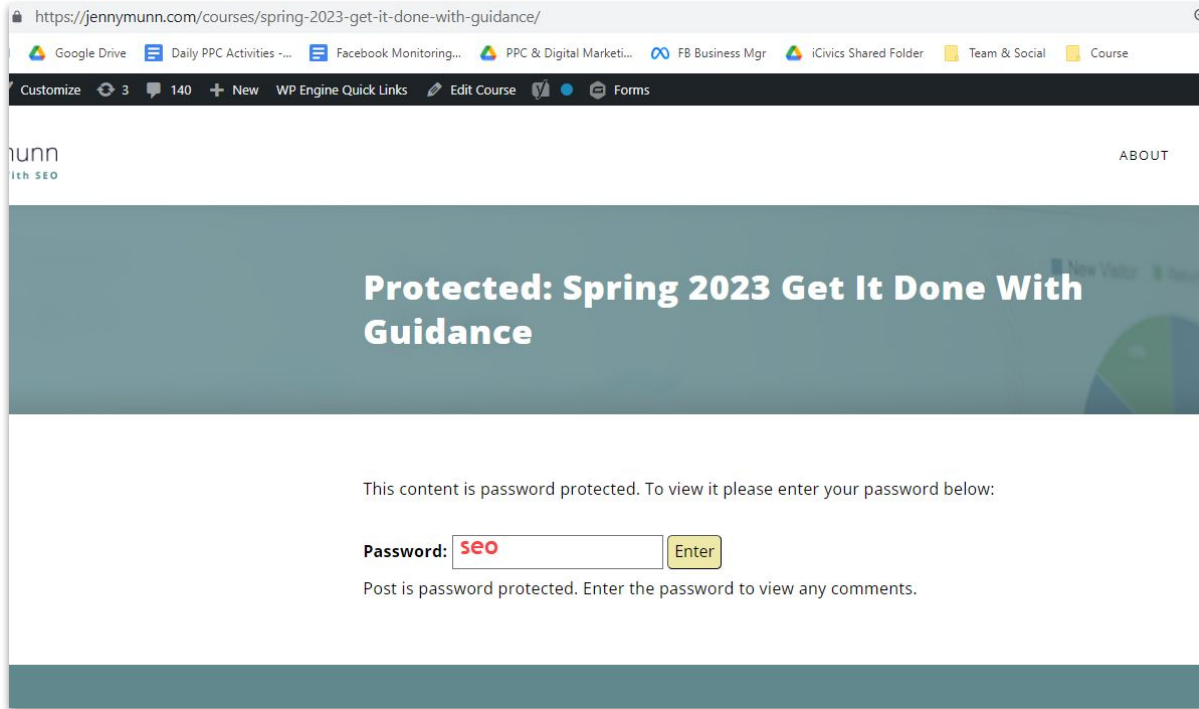 https://jennymunn.com/courses/spring-2023-get-it-done-with-guidance/
Google Drive Daily PPC Activities -... Facebook Monitoring... PPC & Digital Marketi... FB Business Mgr iCivics Shared Folder Team & Social Course
Customize 3 140 + New WP Engine Quick Links Edit Course Forms
ABOUT
ith SEO
Protected: Spring 2023 Get It Done With
Guidance
New Visitor
This content is password protected. To view it please enter your password below:
Password: seo Enter
Post is password protected. Enter the password to view any comments.